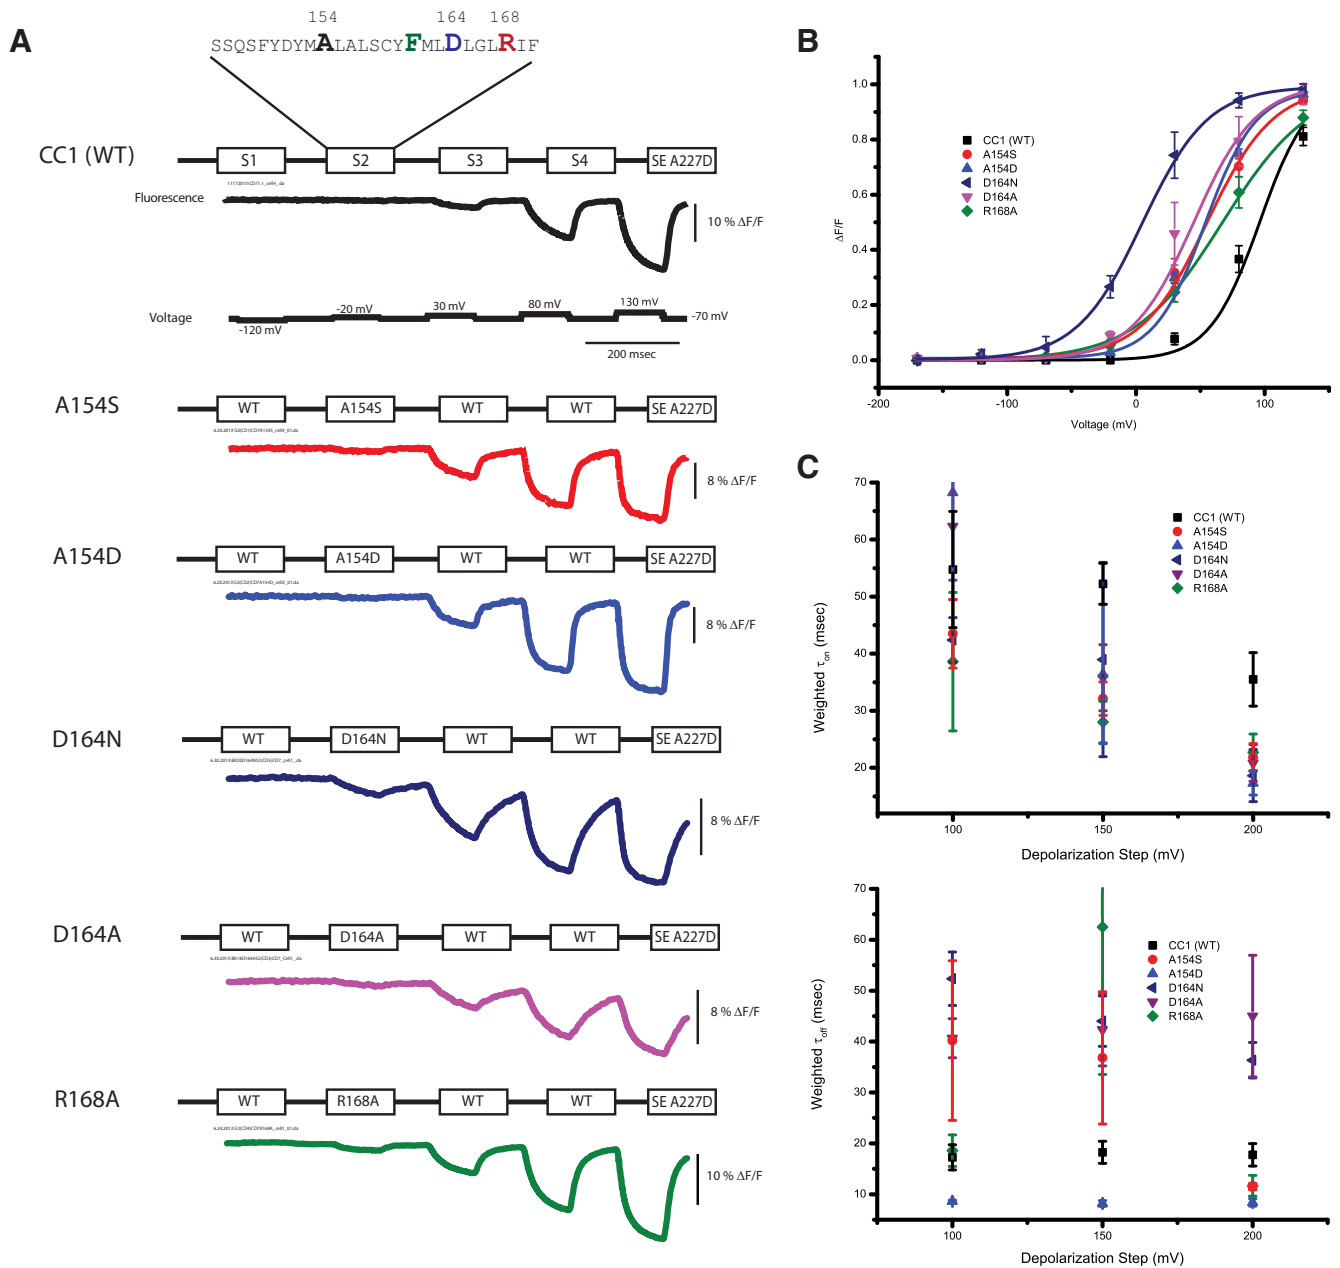 A
154 164 168
SSQSFYDYMALALSCYFMLDLGLRIF
CC1 (WT)
S1 S2 S3 S4 SE A227D
Fluorescence
10 % ΔF/F
Voltage
-120 mV
-20 mV
30 mV
80 mV
130 mV
-70 mV
200 msec
A154S
WT A154S WT WT SE A227D
8 % ΔF/F
A154D
WT A154D WT WT SE A227D
8 % ΔF/F
D164N
WT D164N WT WT SE A227D
8 % ΔF/F
D164A
WT D164A WT WT SE A227D
8 % ΔF/F
R168A
WT R168A WT WT SE A227D
10 % ΔF/F
B
1.0
0.8
0.6
0.4
0.2
0.0
ΔF/F
CC1 (WT)
A154S
A154D
D164N
D164A
R168A
-200 -100 0 100
Voltage (mV)
C
70
60
50
40
30
20
Weighted τon (msec)
CC1 (WT)
A154S
A154D
D164N
D164A
R168A
100 150 200
Depolarization Step (mV)
70
60
50
40
30
20
10
Weighted τoff (msec)
CC1 (WT)
A154S
A154D
D164N
D164A
R168A
100 150 200
Depolarization Step (mV)